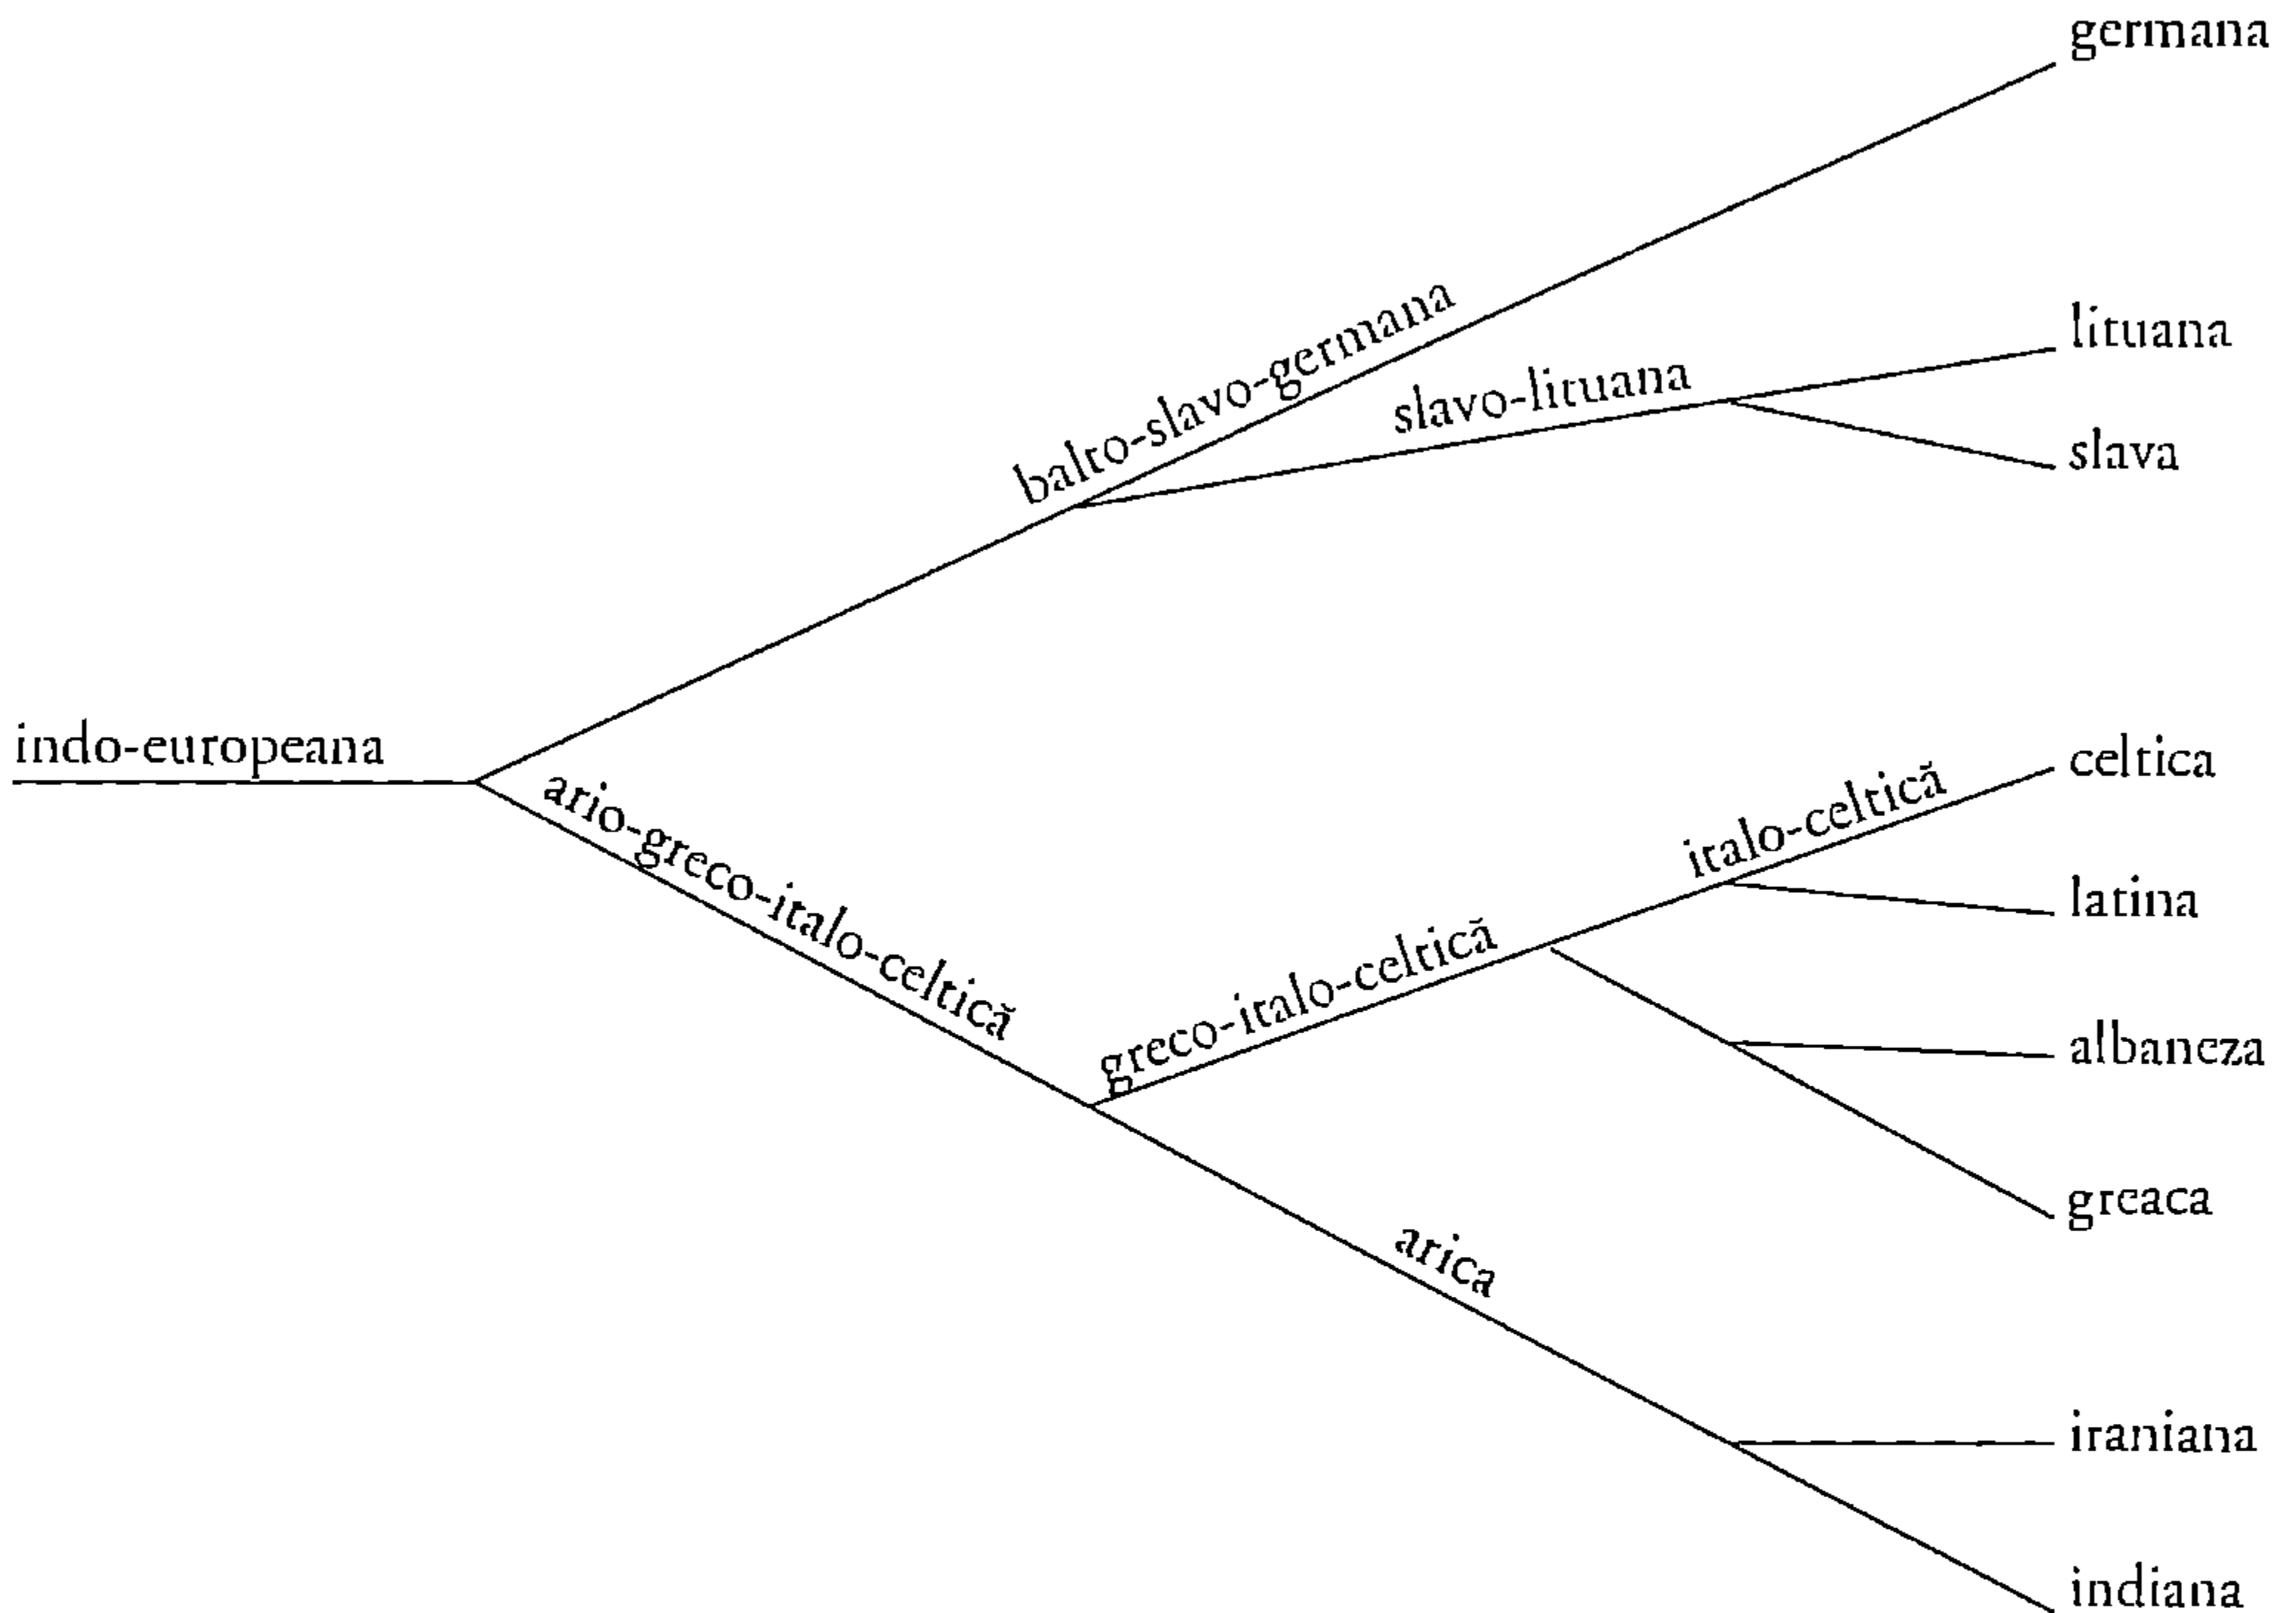 germana
lituana
balto-slavo-germana
slavo-lituana
slava
indo-europeana
celtica
ario-greco-italo-celtică
italo-celtică
latina
greco-italo-celtică
albaneza
greaca
arica
iraniana
indiana